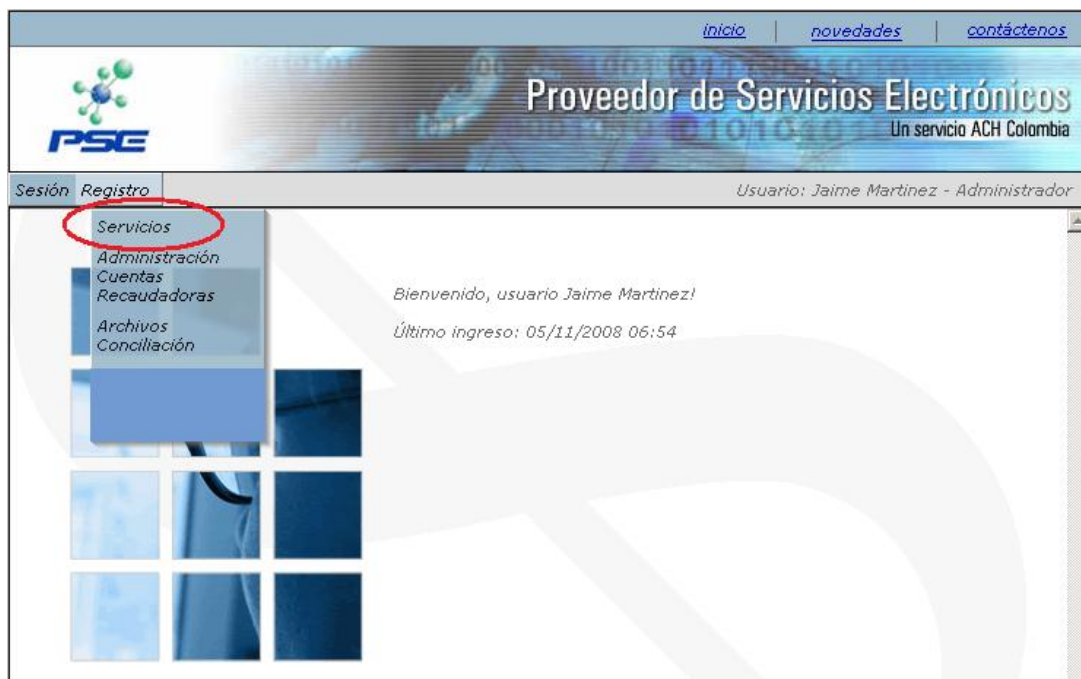 inicio | novedades | contáctenos
PSE
Proveedor de Servicios Electrónicos
Un servicio ACH Colombia
Sesión Registro
Usuario: Jaime Martinez - Administrador
Servicios
Administración
Cuentas
Recaudadoras
Archivos
Conciliación
Bienvenido, usuario Jaime Martinez!
Último ingreso: 05/11/2008 06:54